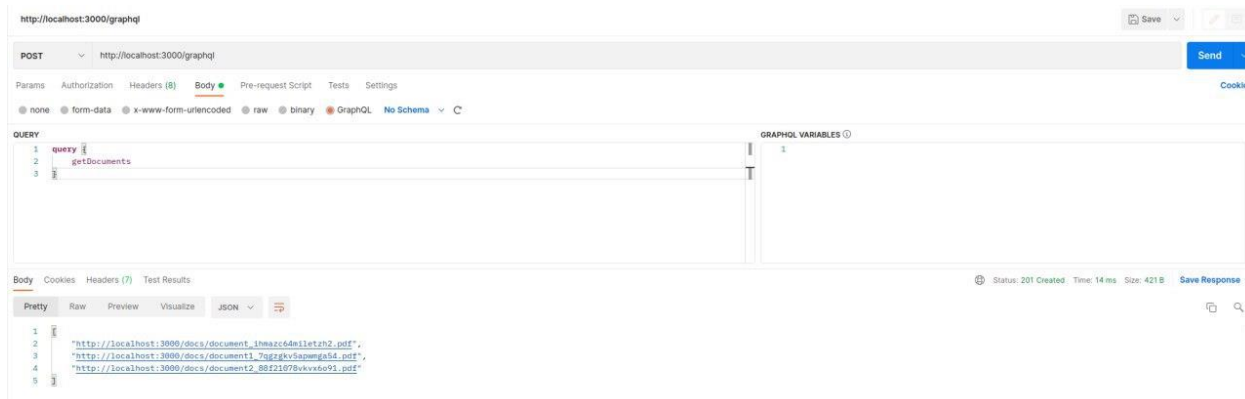 http://localhost:3000/graphql
Save
POST http://localhost:3000/graphql Send
Params Authorization Headers (8) Body Pre-request Script Tests Settings Cookie
none form-data x-www-form-urlencoded raw binary GraphQL No Schema
QUERY
1 query {
2 getDocuments
3 }
GRAPHQL VARIABLES
1
Body Cookies Headers (7) Test Results Status: 201 Created Time: 14 ms Size: 421 B Save Response
Pretty Raw Preview Visualize JSON
1 [
2 "http://localhost:3000/docs/document_ihmazc64miletzh2.pdf",
3 "http://localhost:3000/docs/document1_7qgzgkv5apwmga54.pdf",
4 "http://localhost:3000/docs/document2_88f21078vkvx6o91.pdf"
5 ]